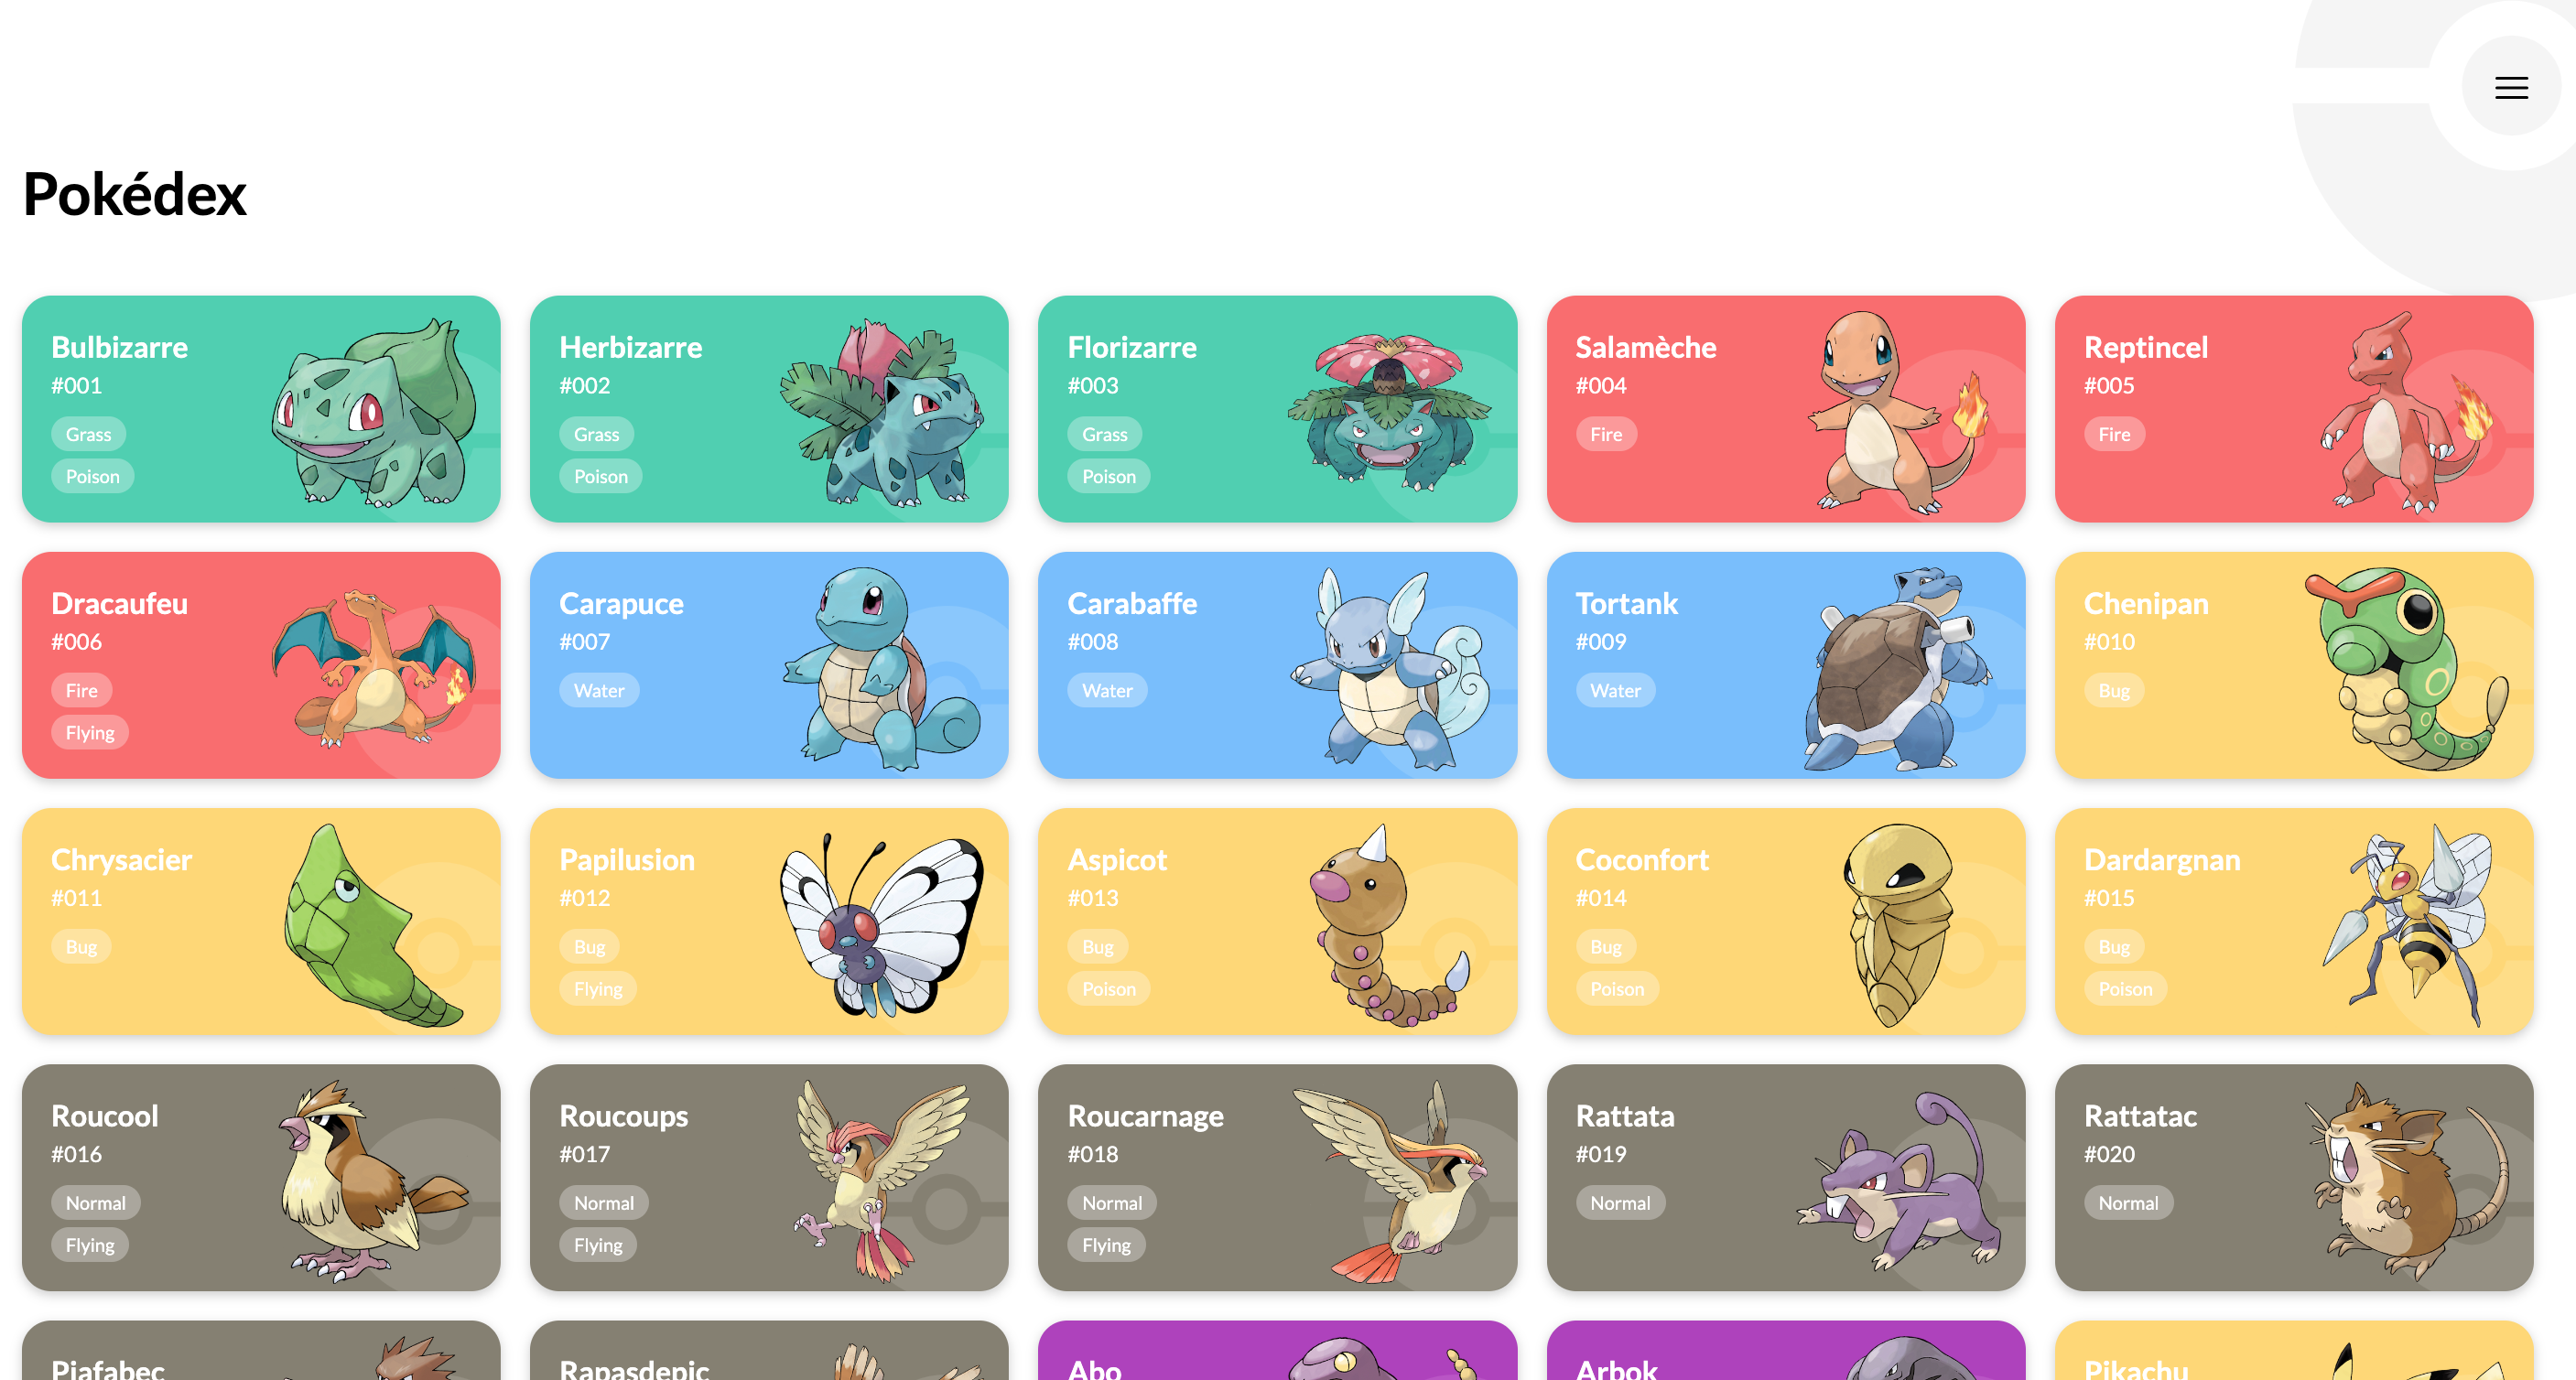 Pokédex
Bulbizarre
#001
Grass
Poison
Herbizarre
#002
Grass
Poison
Florizarre
#003
Grass
Poison
Salamèche
#004
Fire
Reptincel
#005
Fire
Dracaufeu
#006
Fire
Flying
Carapuce
#007
Water
Carabaffe
#008
Water
Tortank
#009
Water
Chenipan
#010
Bug
Chrysacier
#011
Bug
Papilusion
#012
Bug
Flying
Aspicot
#013
Bug
Poison
Coconfort
#014
Bug
Poison
Dardargnan
#015
Bug
Poison
Roucool
#016
Normal
Flying
Roucoups
#017
Normal
Flying
Roucarnage
#018
Normal
Flying
Rattata
#019
Normal
Rattatac
#020
Normal
Piafabec
Rapasdepic
Abo
Arbok
Pikachu